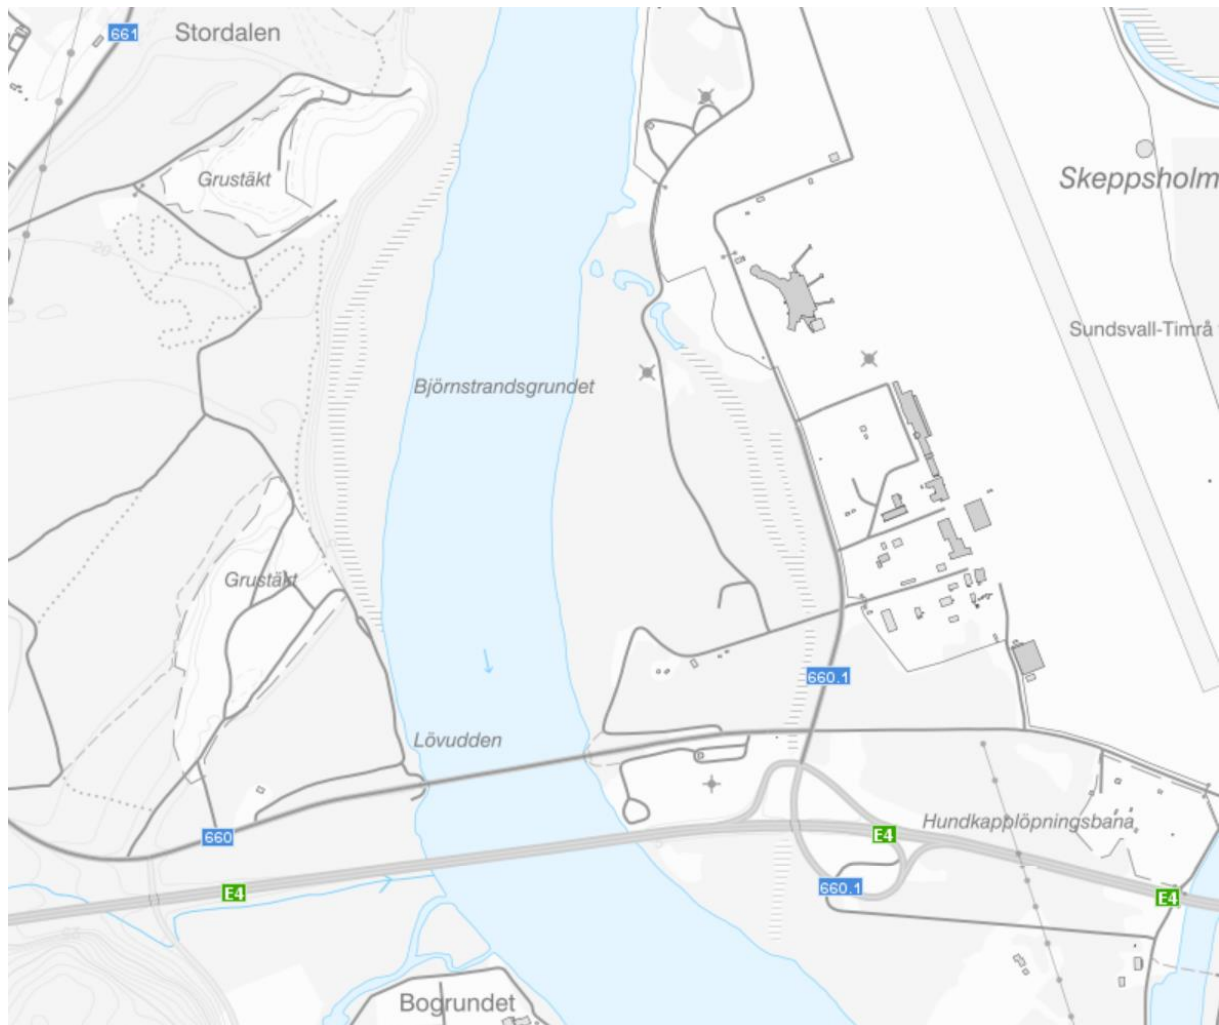 661
Stordalen
Grustäkt
Skeppsholm
Sundsvall-Timrå
Björnstrandsgrundet
Grustäkt
660.1
Lövudden
660
Hundkapplöpningsbana
E4
E4
660.1
E4
Bogrundet
20